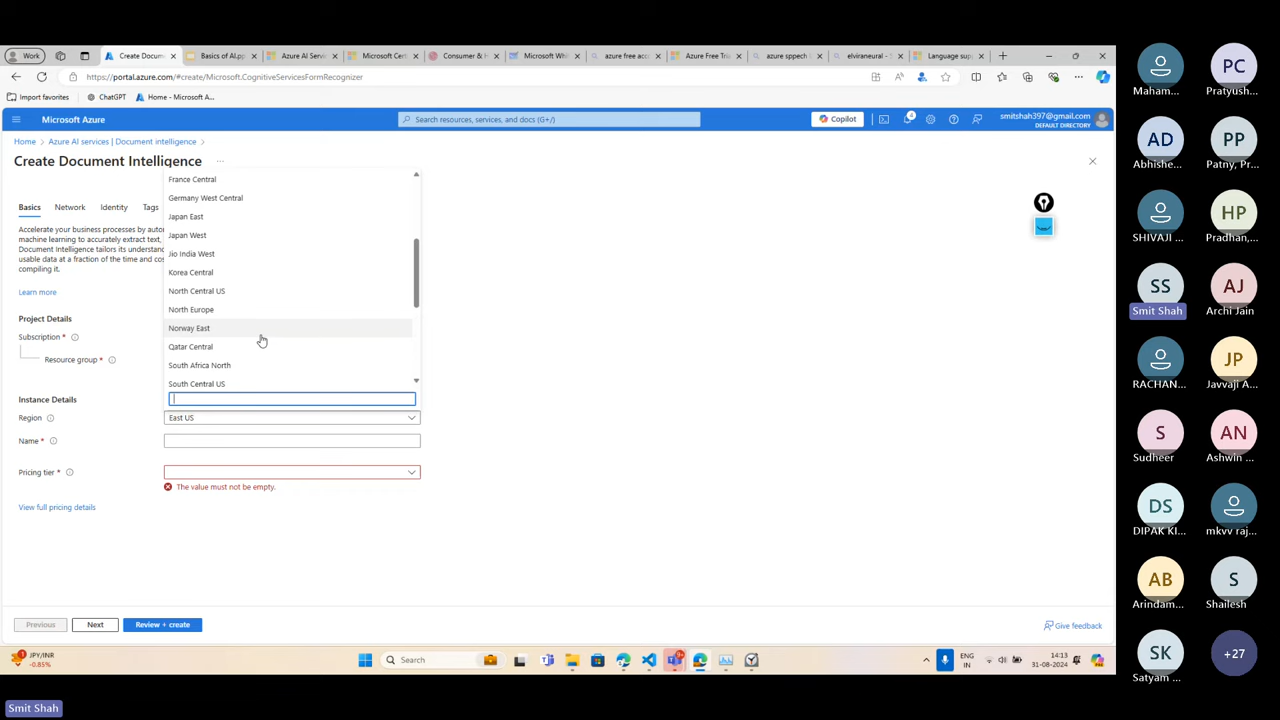 Work
Create Docum
Basics of AI.pp
Azure AI Servi
Microsoft Cert
Consumer & H
Microsoft Whi
azure free acco
Azure Free Tri
azure speech l
elviraneural - S
Language supp
https://portal.azure.com/#create/Microsoft.CognitiveServicesFormRecognizer
Import favorites
ChatGPT
Home - Microsoft A...
Microsoft Azure
Search resources, services, and docs (G+/)
Copilot
4
smitshah397@gmail.com
DEFAULT DIRECTORY
Home > Azure AI services | Document intelligence >
Create Document Intelligence ...
Basics
Network
Identity
Tags
Accelerate your business processes by auto
machine learning to accurately extract text,
Document Intelligence tailors its understand
usable data at a fraction of the time and cos
compiling it.
Learn more
Project Details
Subscription *
Resource group *
France Central
Germany West Central
Japan East
Japan West
Jio India West
Korea Central
North Central US
North Europe
Norway East
Qatar Central
South Africa North
South Central US
Instance Details
Region
East US
Name *
Pricing tier *
The value must not be empty.
View full pricing details
Previous
Next
Review + create
Give feedback
JPY/INR
-0.85%
Search
ENG
IN
14:13
31-08-2024
Smit Shah
Maham...
PC
Pratyush...
AD
Abhishe...
PP
Patny, Pr...
SHIVAJI ...
HP
Pradhan,...
SS
Smit Shah
AJ
Archi Jain
RACHAN...
JP
Javvaji A...
S
Sudheer
AN
Ashwin ...
DS
DIPAK KI...
mkvv raj...
AB
Arindam...
S
Shailesh
SK
Satyam ...
+27